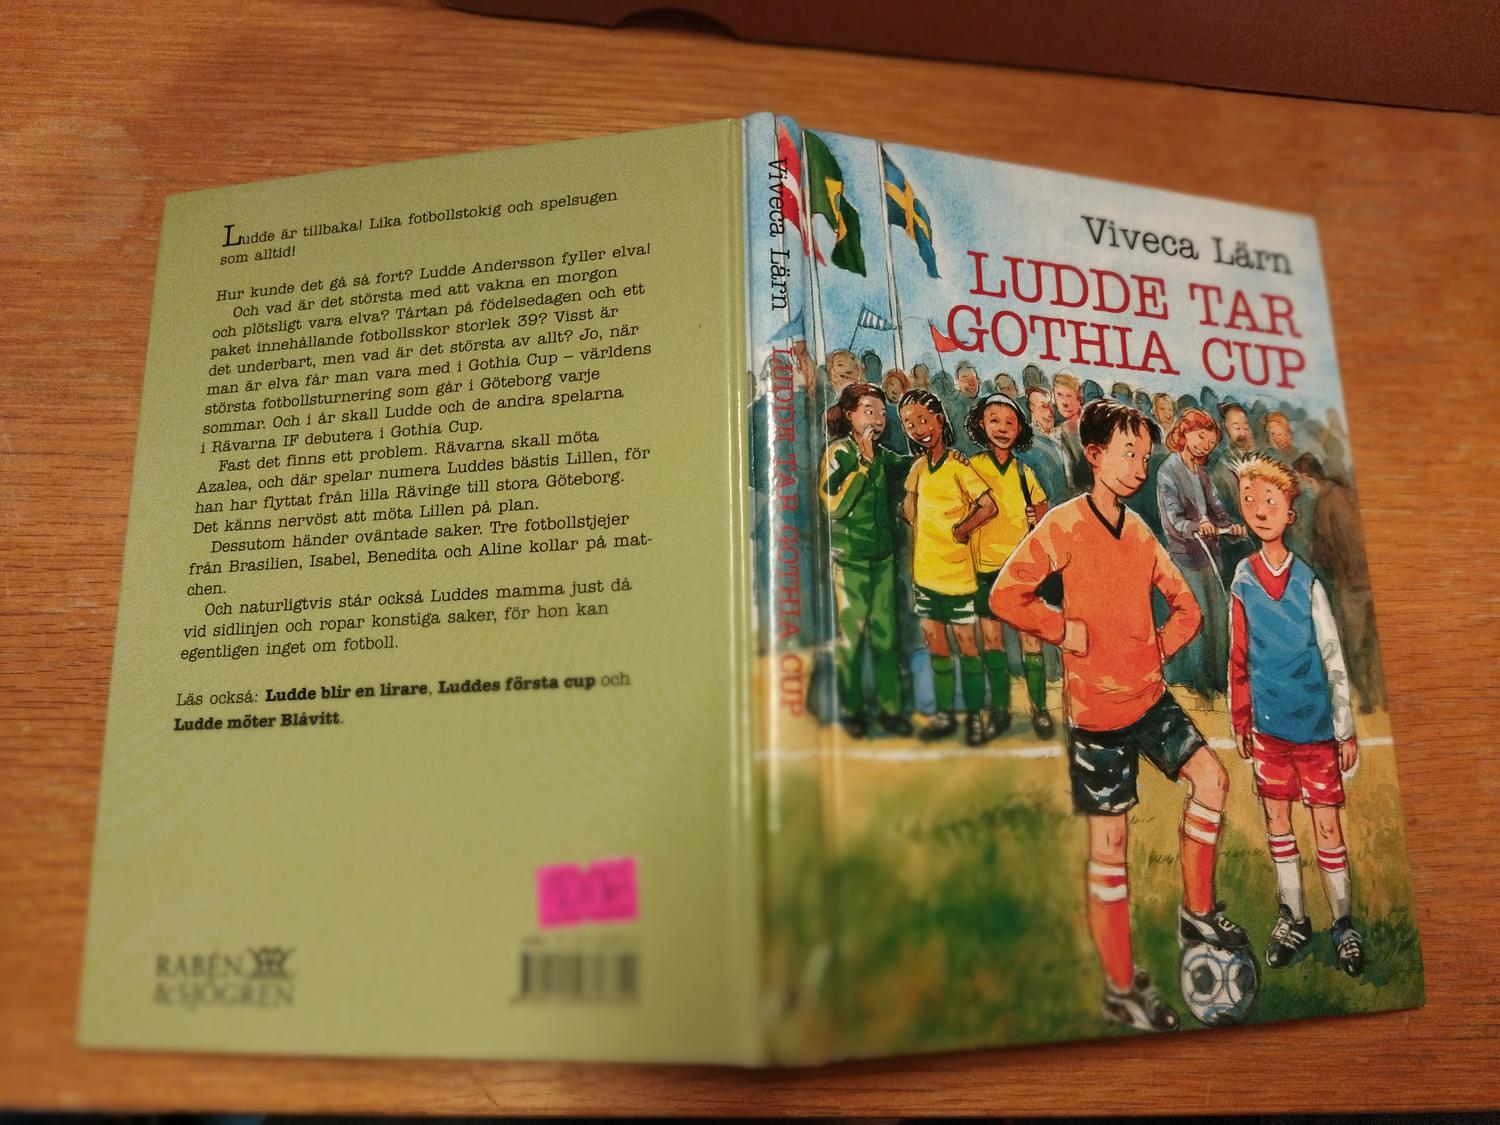 Ludde är tillbaka! Lika fotbollstokig och spelsugen
som alltid!
Hur kunde det gå så fort? Ludde Andersson fyller elva!
Och vad är det största med att vakna en morgon
och plötsligt vara elva? Tårtan på födelsedagen och ett
paket innehållande fotbollsskor storlek 39? Visst är
det underbart, men vad är det största av allt? Jo, när
man är elva får man vara med i Gothia Cup – världens
största fotbollsturnering som går i Göteborg varje
sommar. Och i år skall Ludde och de andra spelarna
i Rävarna IF debutera i Gothia Cup.
Fast det finns ett problem. Rävarna skall möta
Azalea, och där spelar numera Luddes bästis Lillen, för
han har flyttat från lilla Rävinge till stora Göteborg.
Det känns nervöst att möta Lillen på plan.
Dessutom händer oväntade saker. Tre fotbollstjejer
från Brasilien, Isabel, Benedita och Aline kollar på mat-
chen.
Och naturligtvis står också Luddes mamma just då
vid sidlinjen och ropar konstiga saker, för hon kan
egentligen inget om fotboll.
Läs också: Ludde blir en lirare, Luddes första cup och
Ludde möter Blåvitt.
RABÉN
&SJÖGREN
Viveca Lärn LUDDE TAR GOTHIA CUP
Viveca Lärn
LUDDE TAR
GOTHIA CUP